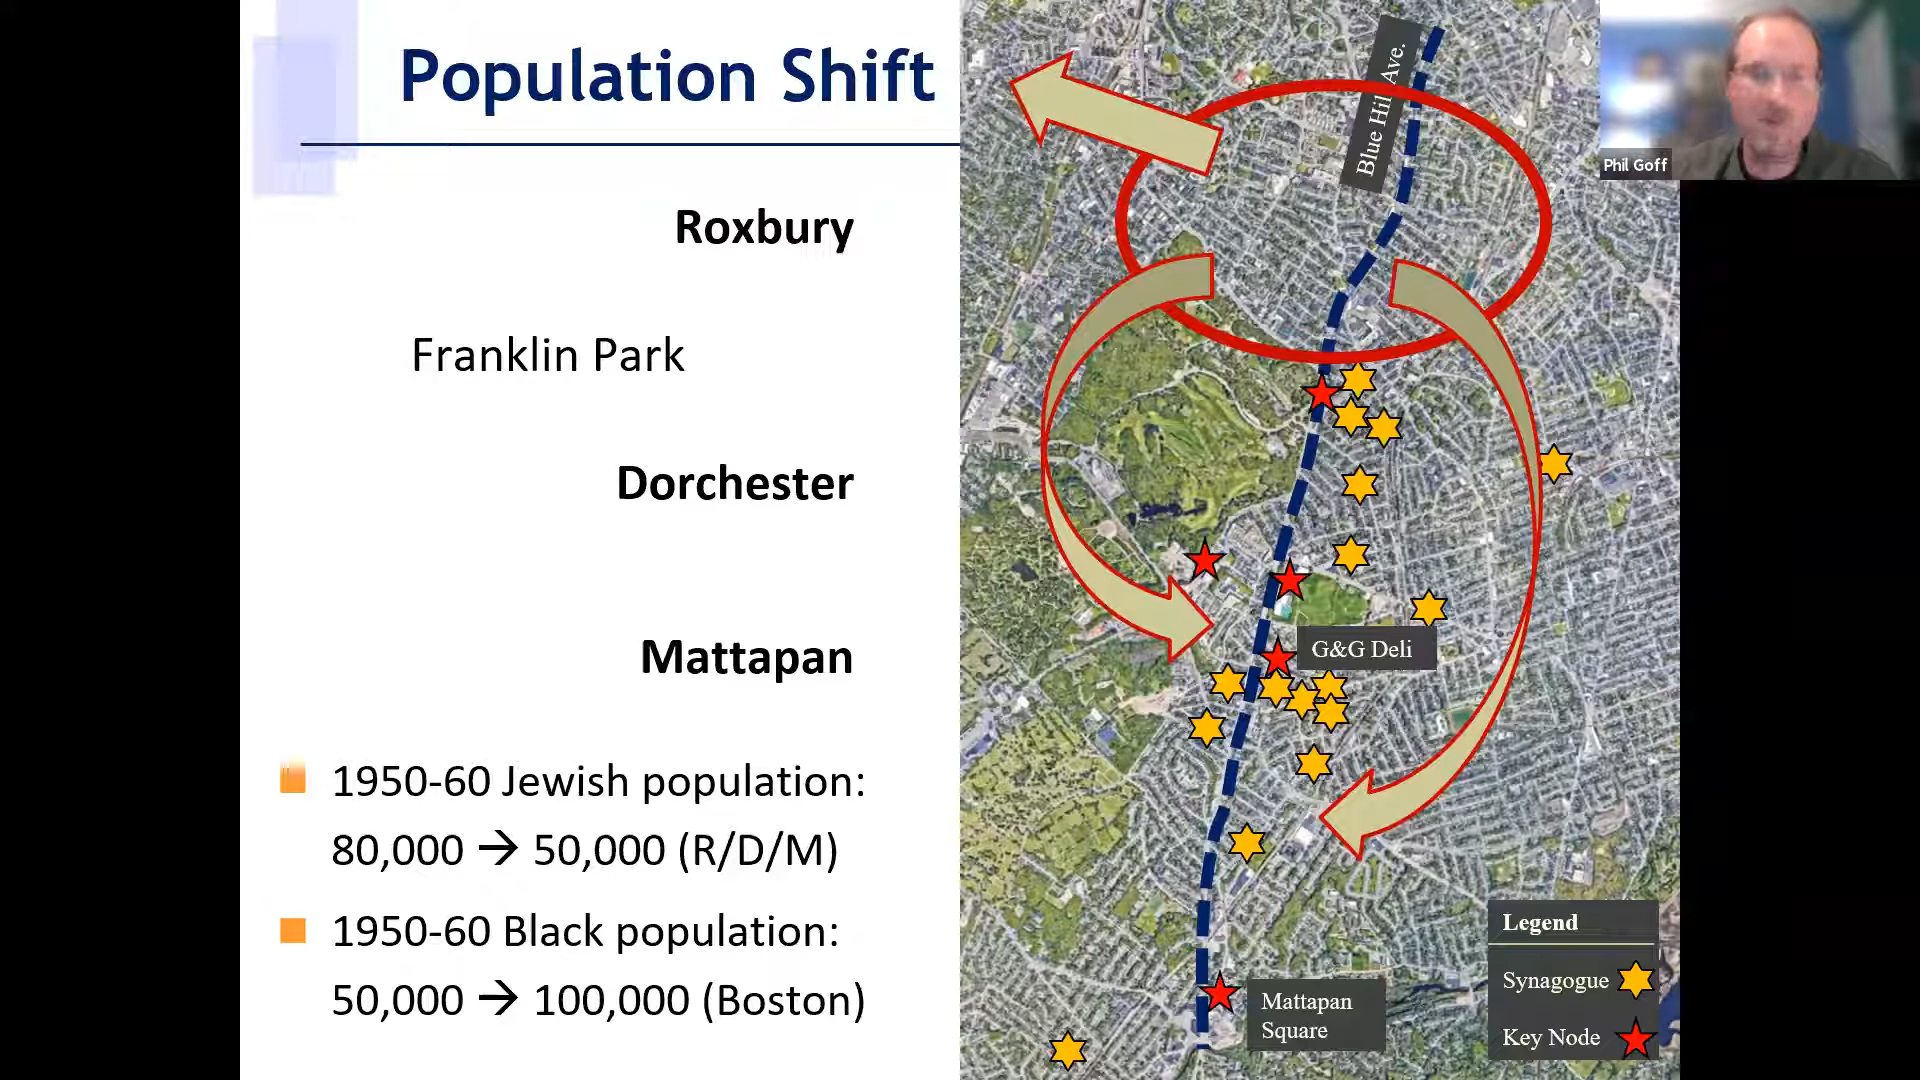 Population Shift
Roxbury
Franklin Park
Dorchester
Mattapan
1950-60 Jewish population:
80,000 → 50,000 (R/D/M)
1950-60 Black population:
50,000 → 100,000 (Boston)
Blue Hill Ave.
G&G Deli
Mattapan
Square
Legend
Synagogue
Key Node
Phil Goff